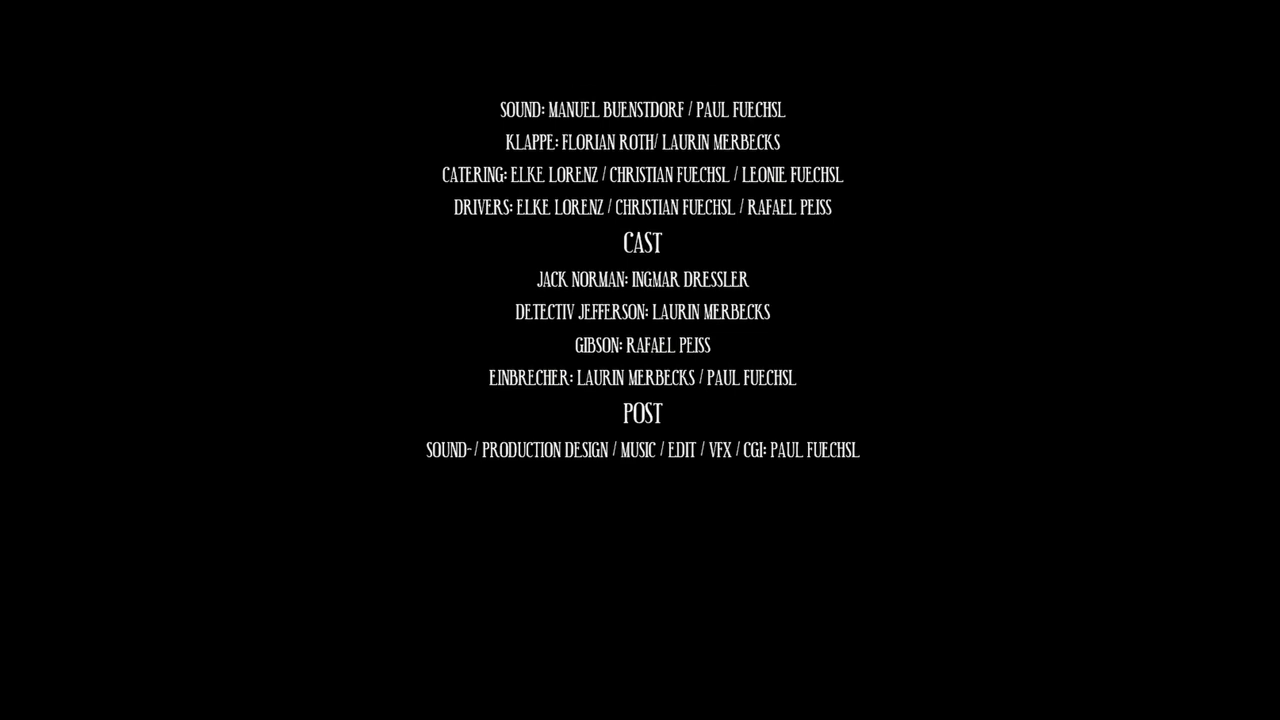 SOUND: MANUEL BUENSTDORF / PAUL FUECHSL
KLAPPE: FLORIAN ROTH/ LAURIN MERBECKS
CATERING: ELKE LORENZ / CHRISTIAN FUECHSL / LEONIE FUECHSL
DRIVERS: ELKE LORENZ / CHRISTIAN FUECHSL / RAFAEL PEISS
CAST
JACK NORMAN: INGMAR DRESSLER
DETECTIV JEFFERSON: LAURIN MERBECKS
GIBSON: RAFAEL PEISS
EINBRECHER: LAURIN MERBECKS / PAUL FUECHSL
POST
SOUND-/ PRODUCTION DESIGN / MUSIC / EDIT / VFX / CGI: PAUL FUECHSL